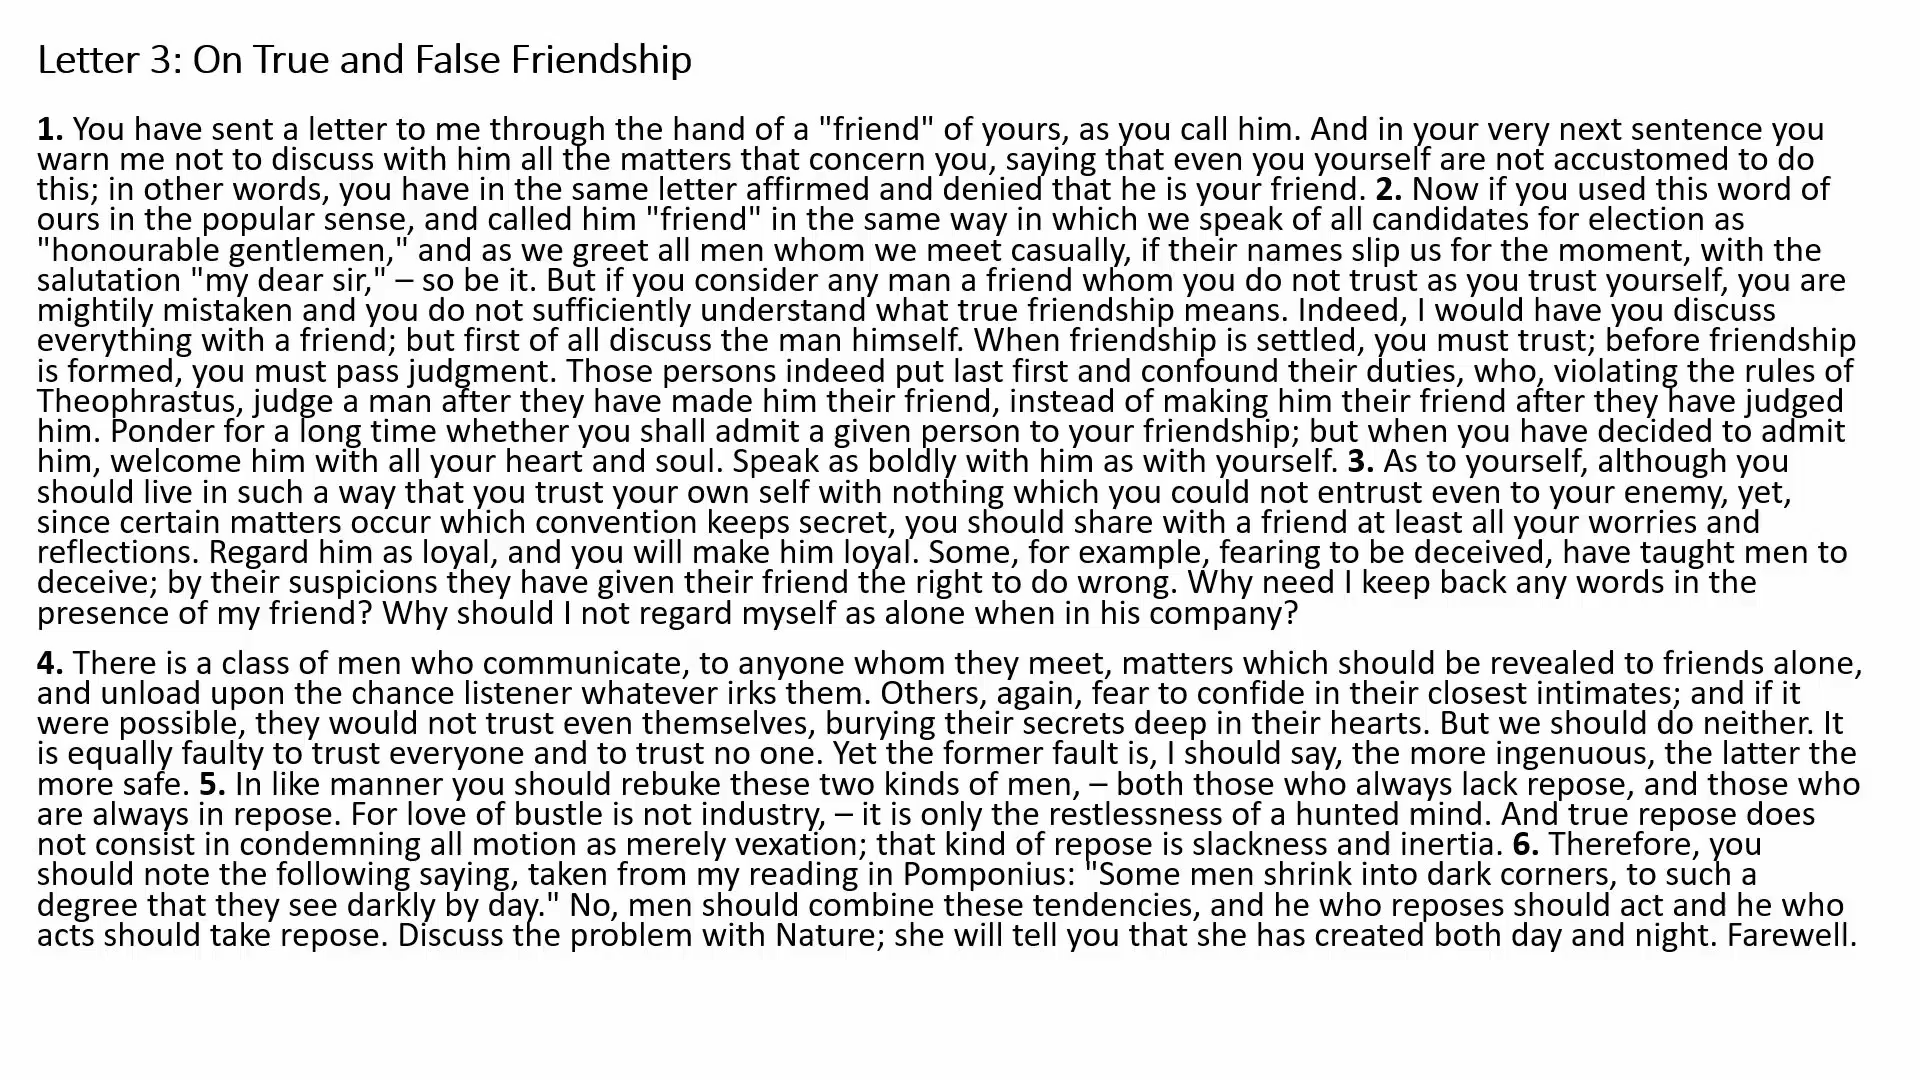 Letter 3: On True and False Friendship
1. You have sent a letter to me through the hand of a "friend" of yours, as you call him. And in your very next sentence you
warn me not to discuss with him all the matters that concern you, saying that even you yourself are not accustomed to do
this; in other words, you have in the same letter affirmed and denied that he is your friend. 2. Now if you used this word of
ours in the popular sense, and called him "friend" in the same way in which we speak of all candidates for election as
"honourable gentlemen," and as we greet all men whom we meet casually, if their names slip us for the moment, with the
salutation "my dear sir," – so be it. But if you consider any man a friend whom you do not trust as you trust yourself, you are
mightily mistaken and you do not sufficiently understand what true friendship means. Indeed, I would have you discuss
everything with a friend; but first of all discuss the man himself. When friendship is settled, you must trust; before friendship
is formed, you must pass judgment. Those persons indeed put last first and confound their duties, who, violating the rules of
Theophrastus, judge a man after they have made him their friend, instead of making him their friend after they have judged
him. Ponder for a long time whether you shall admit a given person to your friendship; but when you have decided to admit
him, welcome him with all your heart and soul. Speak as boldly with him as with yourself. 3. As to yourself, although you
should live in such a way that you trust your own self with nothing which you could not entrust even to your enemy, yet,
since certain matters occur which convention keeps secret, you should share with a friend at least all your worries and
reflections. Regard him as loyal, and you will make him loyal. Some, for example, fearing to be deceived, have taught men to
deceive; by their suspicions they have given their friend the right to do wrong. Why need I keep back any words in the
presence of my friend? Why should I not regard myself as alone when in his company?
4. There is a class of men who communicate, to anyone whom they meet, matters which should be revealed to friends alone,
and unload upon the chance listener whatever irks them. Others, again, fear to confide in their closest intimates; and if it
were possible, they would not trust even themselves, burying their secrets deep in their hearts. But we should do neither. It
is equally faulty to trust everyone and to trust no one. Yet the former fault is, I should say, the more ingenuous, the latter the
more safe. 5. In like manner you should rebuke these two kinds of men, – both those who always lack repose, and those who
are always in repose. For love of bustle is not industry, – it is only the restlessness of a hunted mind. And true repose does
not consist in condemning all motion as merely vexation; that kind of repose is slackness and inertia. 6. Therefore, you
should note the following saying, taken from my reading in Pomponius: "Some men shrink into dark corners, to such a
degree that they see darkly by day." No, men should combine these tendencies, and he who reposes should act and he who
acts should take repose. Discuss the problem with Nature; she will tell you that she has created both day and night. Farewell.